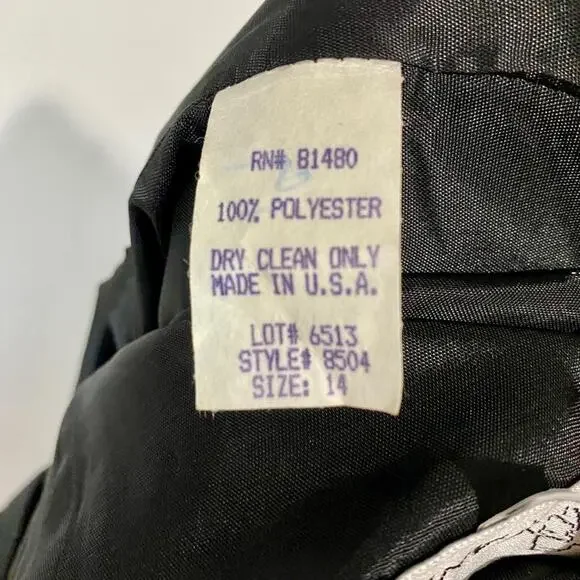 RN# 81480
100% POLYESTER
DRY CLEAN ONLY
MADE IN U.S.A.
LOT# 6513
STYLE# 8504
SIZE: 14